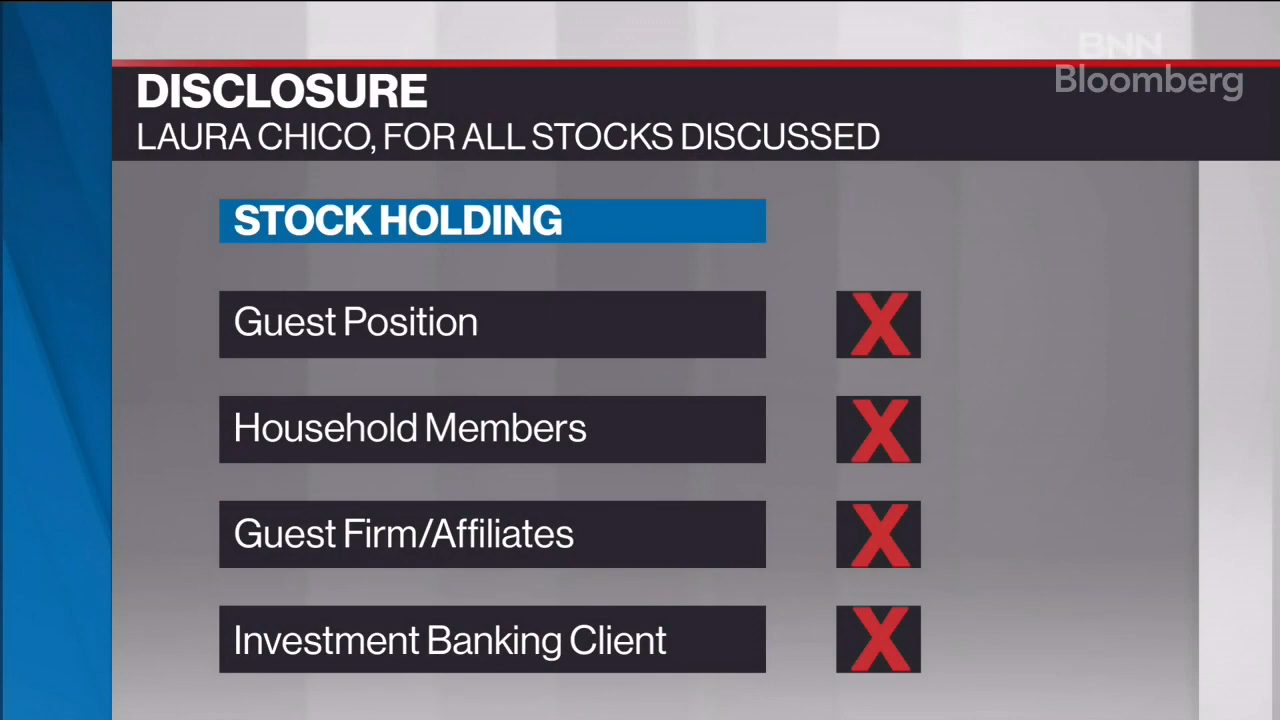 BNN
Bloomberg
DISCLOSURE
LAURA CHICO, FOR ALL STOCKS DISCUSSED
STOCK HOLDING
Guest Position X
Household Members X
Guest Firm/Affiliates X
Investment Banking Client X